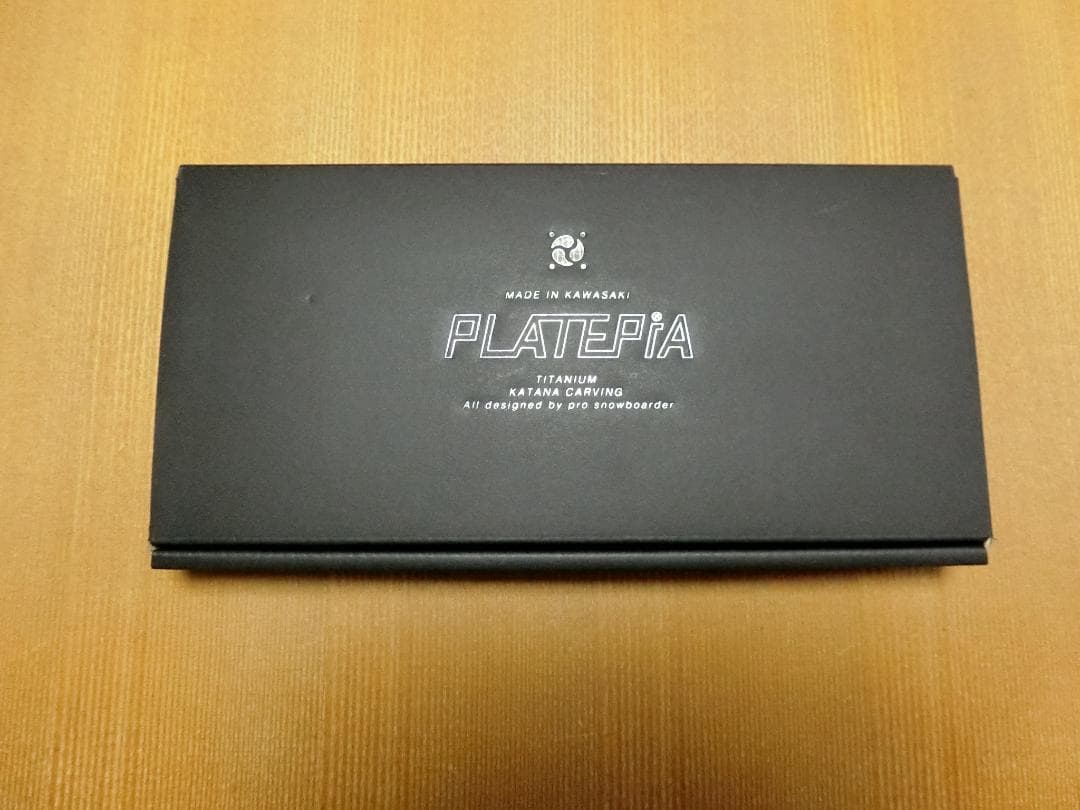 MADE IN KAWASAKI
PLATEPiA
TITANIUM
KATANA CARVING
All designed by pro snowboarder